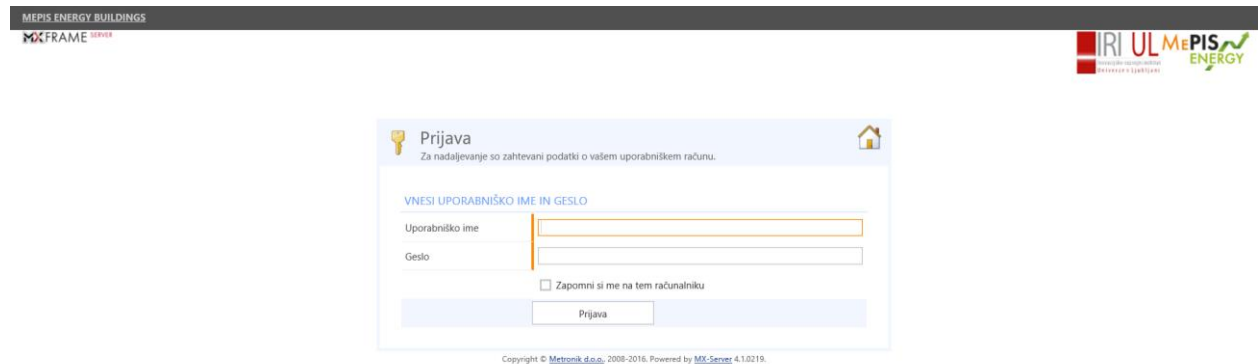 MEPIS ENERGY BUILDINGS
MXFRAME SERVER
IRI UL MEPIS ENERGY
Prijava
Za nadaljevanje so zahtevani podatki o vašem uporabniškem računu.
VNESI UPORABNIŠKO IME IN GESLO
Uporabniško ime
Geslo
Zapomni si me na tem računalniku
Prijava
Copyright © Metronik d.o.o., 2008-2016. Powered by MX-Server 4.1.0219.